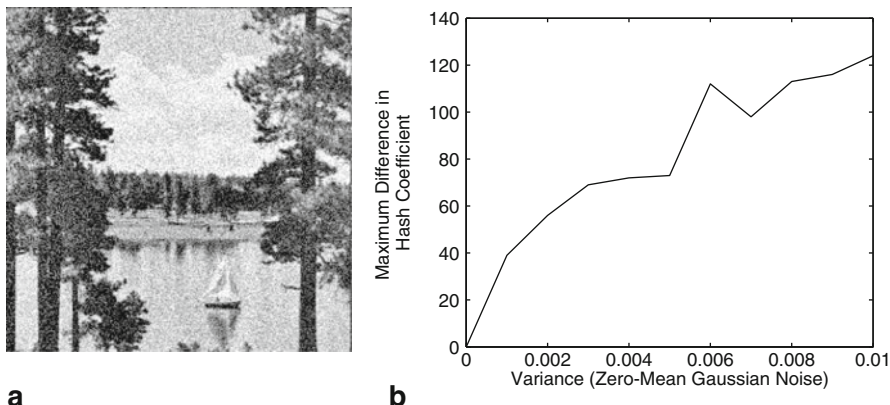 140
120
100
80
60
40
20
0
Maximum Difference in
Hash Coefficient
0 0.002 0.004 0.006 0.008 0.01
Variance (Zero-Mean Gaussian Noise)
a b